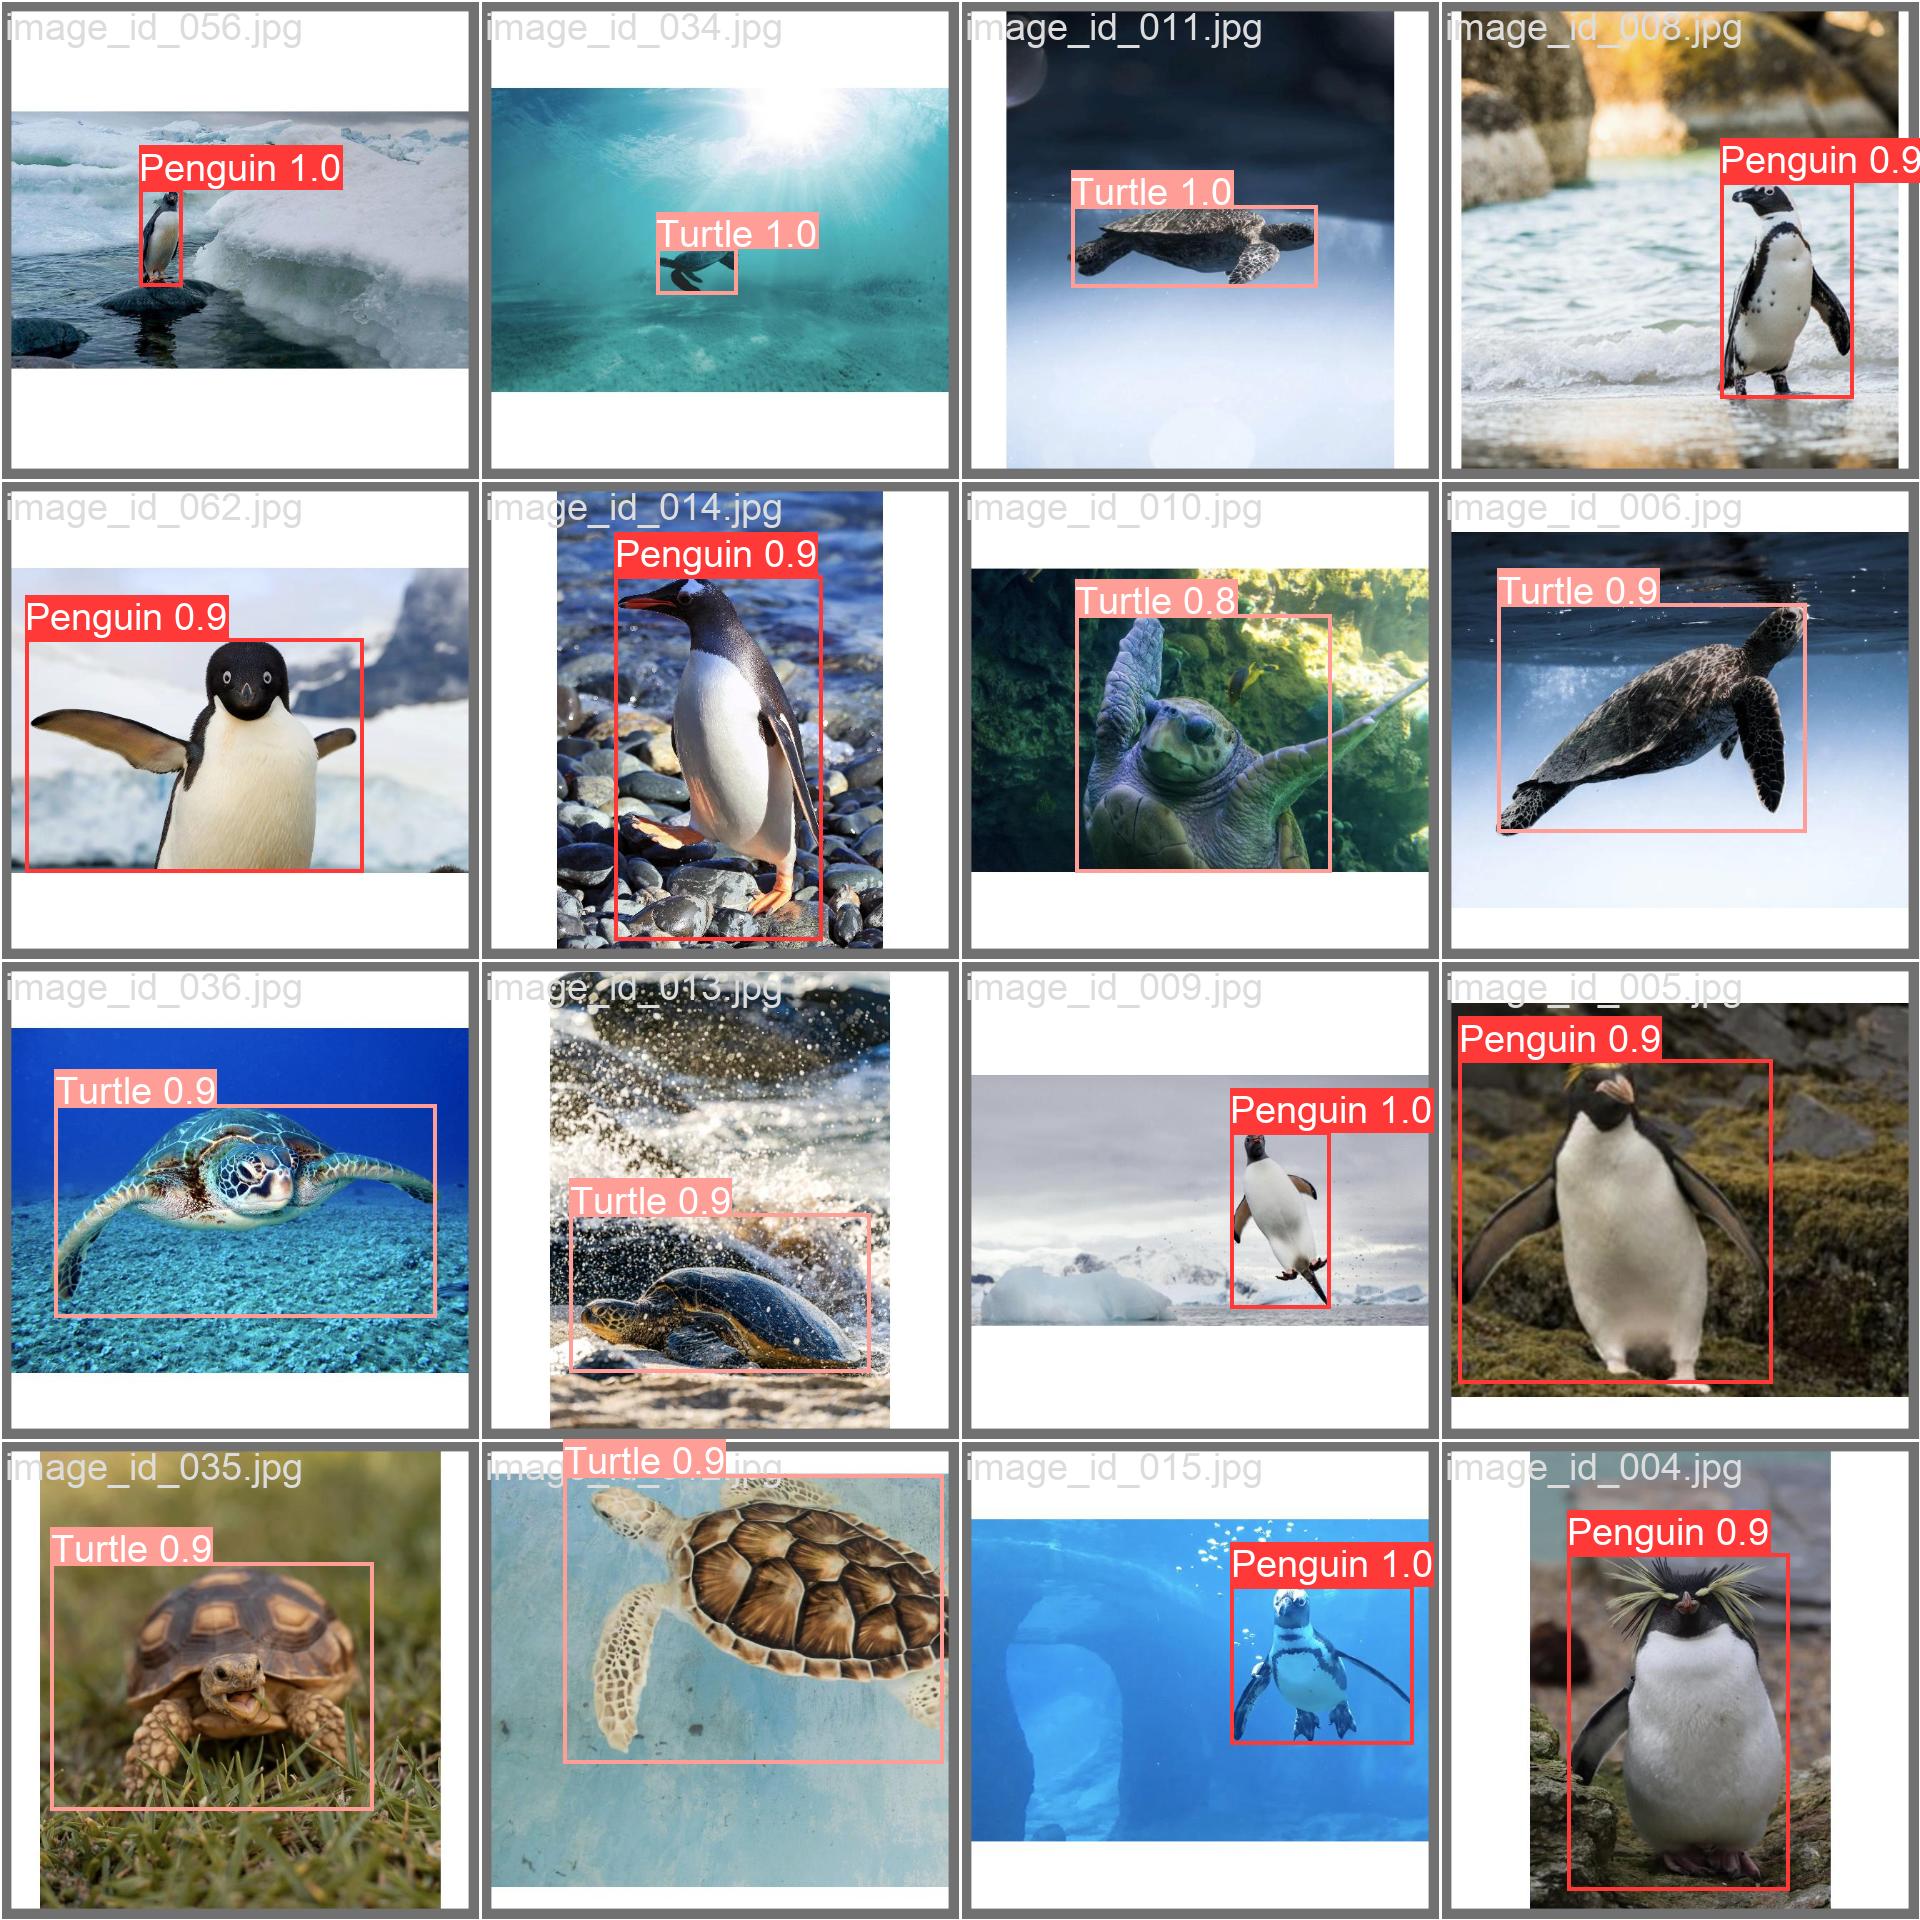 image_id_056.jpg
Penguin 1.0
image_id_034.jpg
Turtle 1.0
image_id_011.jpg
Turtle 1.0
image_id_008.jpg
Penguin 0.9
image_id_062.jpg
Penguin 0.9
image_id_014.jpg
Penguin 0.9
image_id_010.jpg
Turtle 0.8
image_id_006.jpg
Turtle 0.9
image_id_036.jpg
Turtle 0.9
image_id_013.jpg
Turtle 0.9
image_id_009.jpg
Penguin 1.0
image_id_005.jpg
Penguin 0.9
image_id_035.jpg
Turtle 0.9
Turtle 0.9
image_id_015.jpg
Penguin 1.0
image_id_004.jpg
Penguin 0.9